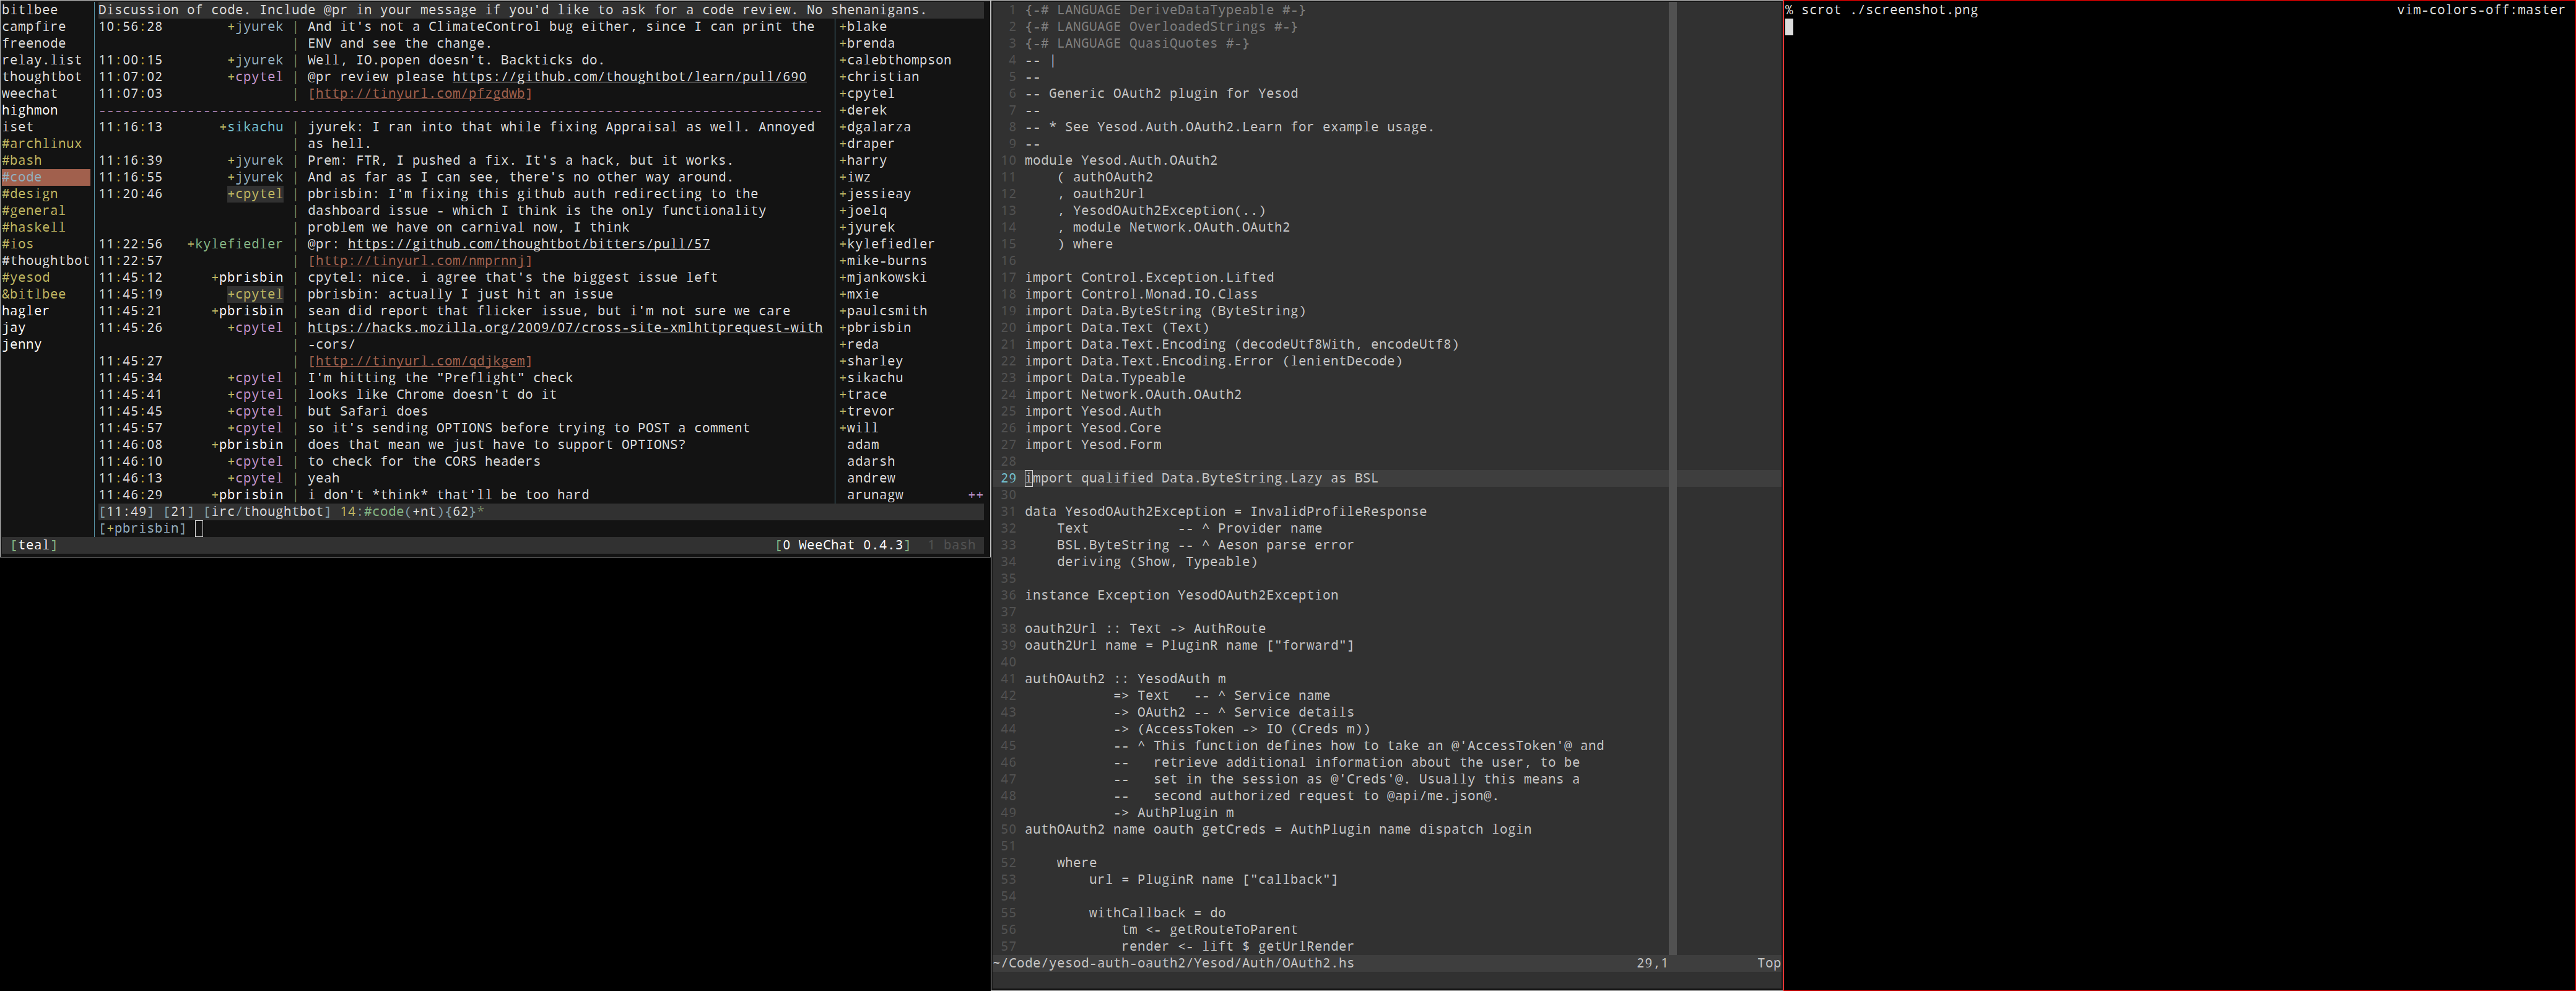 bitlbee
campfire
freenode
relay.list
thoughtbot
weechat
highmon
iset
#archlinux
#bash
#code
#design
#general
#haskell
#ios
#thoughtbot
#yesod
&bitlbee
hagler
jay
jenny
Discussion of code. Include @pr in your message if you'd like to ask for a code review. No shenanigans.
10:56:28 +jyurek | And it's not a ClimateControl bug either, since I can print the
| ENV and see the change.
11:00:15 +jyurek | Well, IO.popen doesn't. Backticks do.
11:07:02 +cpytel | @pr review please https://github.com/thoughtbot/learn/pull/690
11:07:03 | [http://tinyurl.com/pfzgdwb]
11:16:13 +sikachu | jyurek: I ran into that while fixing Appraisal as well. Annoyed
| as hell.
11:16:39 +jyurek | Prem: FTR, I pushed a fix. It's a hack, but it works.
11:16:55 +jyurek | And as far as I can see, there's no other way around.
11:20:46 +cpytel | pbrisbin: I'm fixing this github auth redirecting to the
| dashboard issue - which I think is the only functionality
| problem we have on carnival now, I think
11:22:56 +kylefiedler | @pr: https://github.com/thoughtbot/bitters/pull/57
11:22:57 | [http://tinyurl.com/nmprnnj]
11:45:12 +pbrisbin | cpytel: nice. i agree that's the biggest issue left
11:45:19 +cpytel | pbrisbin: actually I just hit an issue
11:45:21 +pbrisbin | sean did report that flicker issue, but i'm not sure we care
11:45:26 +cpytel | https://hacks.mozilla.org/2009/07/cross-site-xmlhttprequest-with
| -cors/
11:45:27 | [http://tinyurl.com/qdjkgem]
11:45:34 +cpytel | I'm hitting the "Preflight" check
11:45:41 +cpytel | looks like Chrome doesn't do it
11:45:45 +cpytel | but Safari does
11:45:57 +cpytel | so it's sending OPTIONS before trying to POST a comment
11:46:08 +pbrisbin | does that mean we just have to support OPTIONS?
11:46:10 +cpytel | to check for the CORS headers
11:46:13 +cpytel | yeah
11:46:29 +pbrisbin | i don't *think* that'll be too hard
+blake
+brenda
+calebthompson
+christian
+cpytel
+derek
+dgalarza
+draper
+harry
+iwz
+jessieay
+joelq
+jyurek
+kylefiedler
+mike-burns
+mjankowski
+mxie
+paulcsmith
+pbrisbin
+reda
+sharley
+sikachu
+trace
+trevor
+will
adam
adarsh
andrew
arunagw ++
[11:49] [21] [irc/thoughtbot] 14:#code(+nt){62}*
[+pbrisbin]
[teal] [0 WeeChat 0.4.3] 1 bash
1 {-# LANGUAGE DeriveDataTypeable #-}
2 {-# LANGUAGE OverloadedStrings #-}
3 {-# LANGUAGE QuasiQuotes #-}
4 -- |
5 --
6 -- Generic OAuth2 plugin for Yesod
7 --
8 -- * See Yesod.Auth.OAuth2.Learn for example usage.
9 --
10 module Yesod.Auth.OAuth2
11     ( authOAuth2
12     , oauth2Url
13     , YesodOAuth2Exception(..)
14     , module Network.OAuth.OAuth2
15     ) where
16
17 import Control.Exception.Lifted
18 import Control.Monad.IO.Class
19 import Data.ByteString (ByteString)
20 import Data.Text (Text)
21 import Data.Text.Encoding (decodeUtf8With, encodeUtf8)
22 import Data.Text.Encoding.Error (lenientDecode)
23 import Data.Typeable
24 import Network.OAuth.OAuth2
25 import Yesod.Auth
26 import Yesod.Core
27 import Yesod.Form
28
29 import qualified Data.ByteString.Lazy as BSL
30
31 data YesodOAuth2Exception = InvalidProfileResponse
32     Text           -- ^ Provider name
33     BSL.ByteString -- ^ Aeson parse error
34     deriving (Show, Typeable)
35
36 instance Exception YesodOAuth2Exception
37
38 oauth2Url :: Text -> AuthRoute
39 oauth2Url name = PluginR name ["forward"]
40
41 authOAuth2 :: YesodAuth m
42            => Text   -- ^ Service name
43            -> OAuth2 -- ^ Service details
44            -> (AccessToken -> IO (Creds m))
45            -- ^ This function defines how to take an @'AccessToken'@ and
46            --   retrieve additional information about the user, to be
47            --   set in the session as @'Creds'@. Usually this means a
48            --   second authorized request to @api/me.json@.
49            -> AuthPlugin m
50 authOAuth2 name oauth getCreds = AuthPlugin name dispatch login
51
52     where
53         url = PluginR name ["callback"]
54
55         withCallback = do
56             tm <- getRouteToParent
57             render <- lift $ getUrlRender
~/Code/yesod-auth-oauth2/Yesod/Auth/OAuth2.hs 29,1 Top
% scrot ./screenshot.png vim-colors-off:master